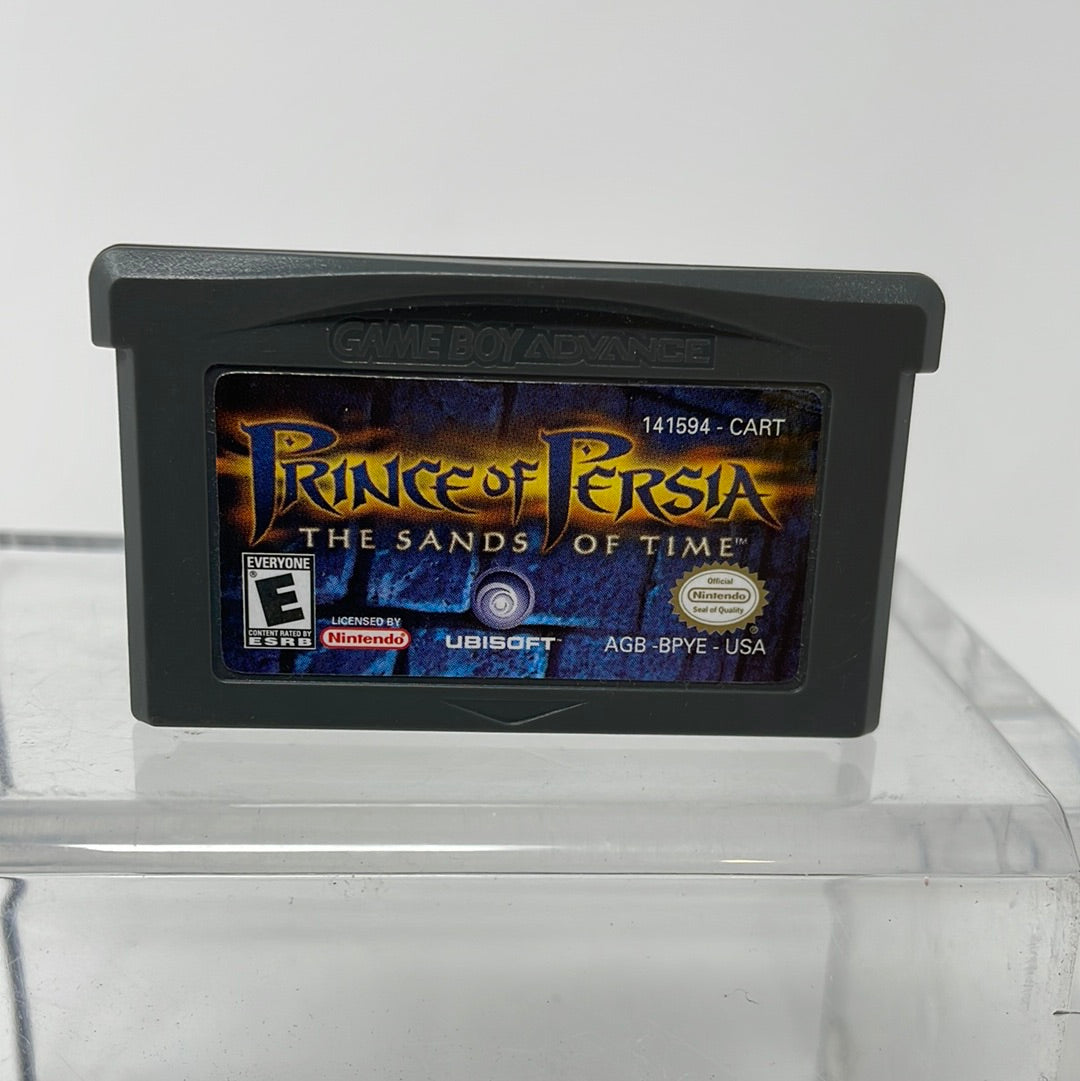 GAME BOY ADVANCE
141594 - CART
PRINCE OF PERSIA
THE SANDS OF TIME™
EVERYONE
E
®
CONTENT RATED BY
ESRB
LICENSED BY
Nintendo®
UBISOFT™
Official
Nintendo
Seal of Quality
®
AGB -BPYE - USA